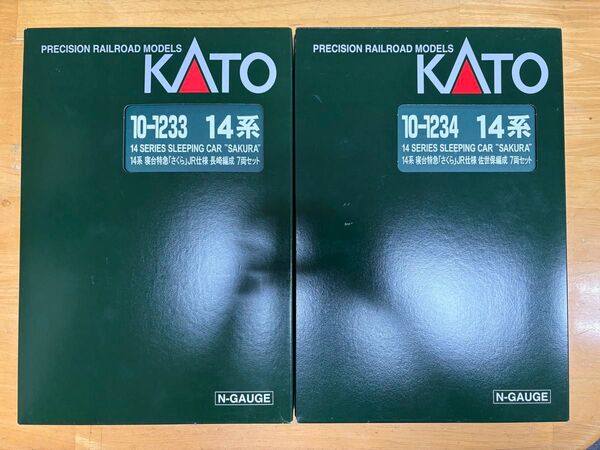 PRECISION RAILROAD MODELS
KATO
10-1233 14系
14 SERIES SLEEPING CAR "SAKURA"
14系 寝台特急「さくら」JR仕様 長崎編成 7両セット
N-GAUGE
PRECISION RAILROAD MODELS
KATO
10-1234 14系
14 SERIES SLEEPING CAR "SAKURA"
14系 寝台特急「さくら」JR仕様 佐世保編成 7両セット
N-GAUGE